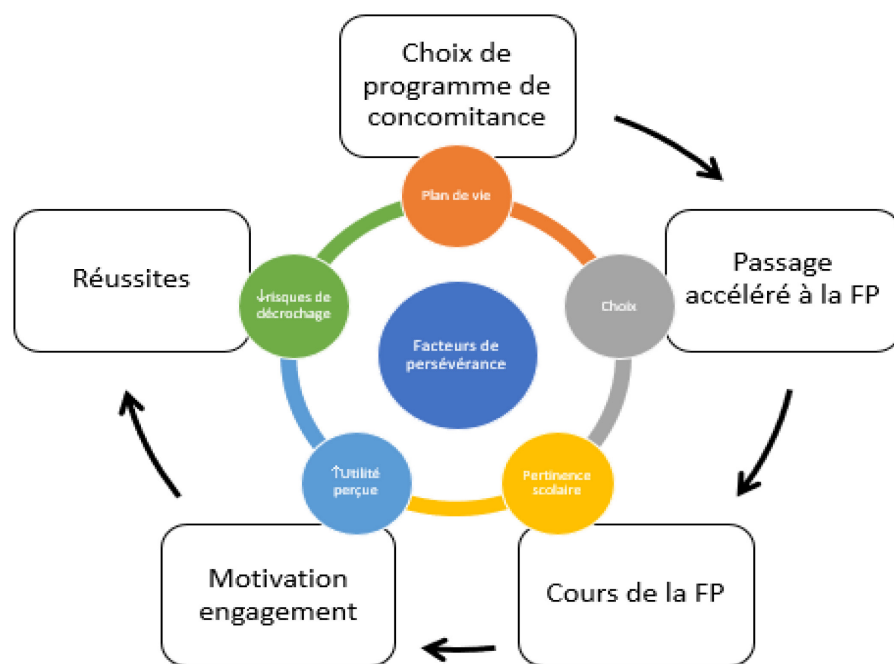 Choix de
programme de
concomitance
Plan de vie
Passage
accéléré à la FP
Choix
Cours de la FP
Pertinence
scolaire
Motivation
engagement
↑Utilité
perçue
Réussites
↓risques de
décrochage
Facteurs de
persévérance